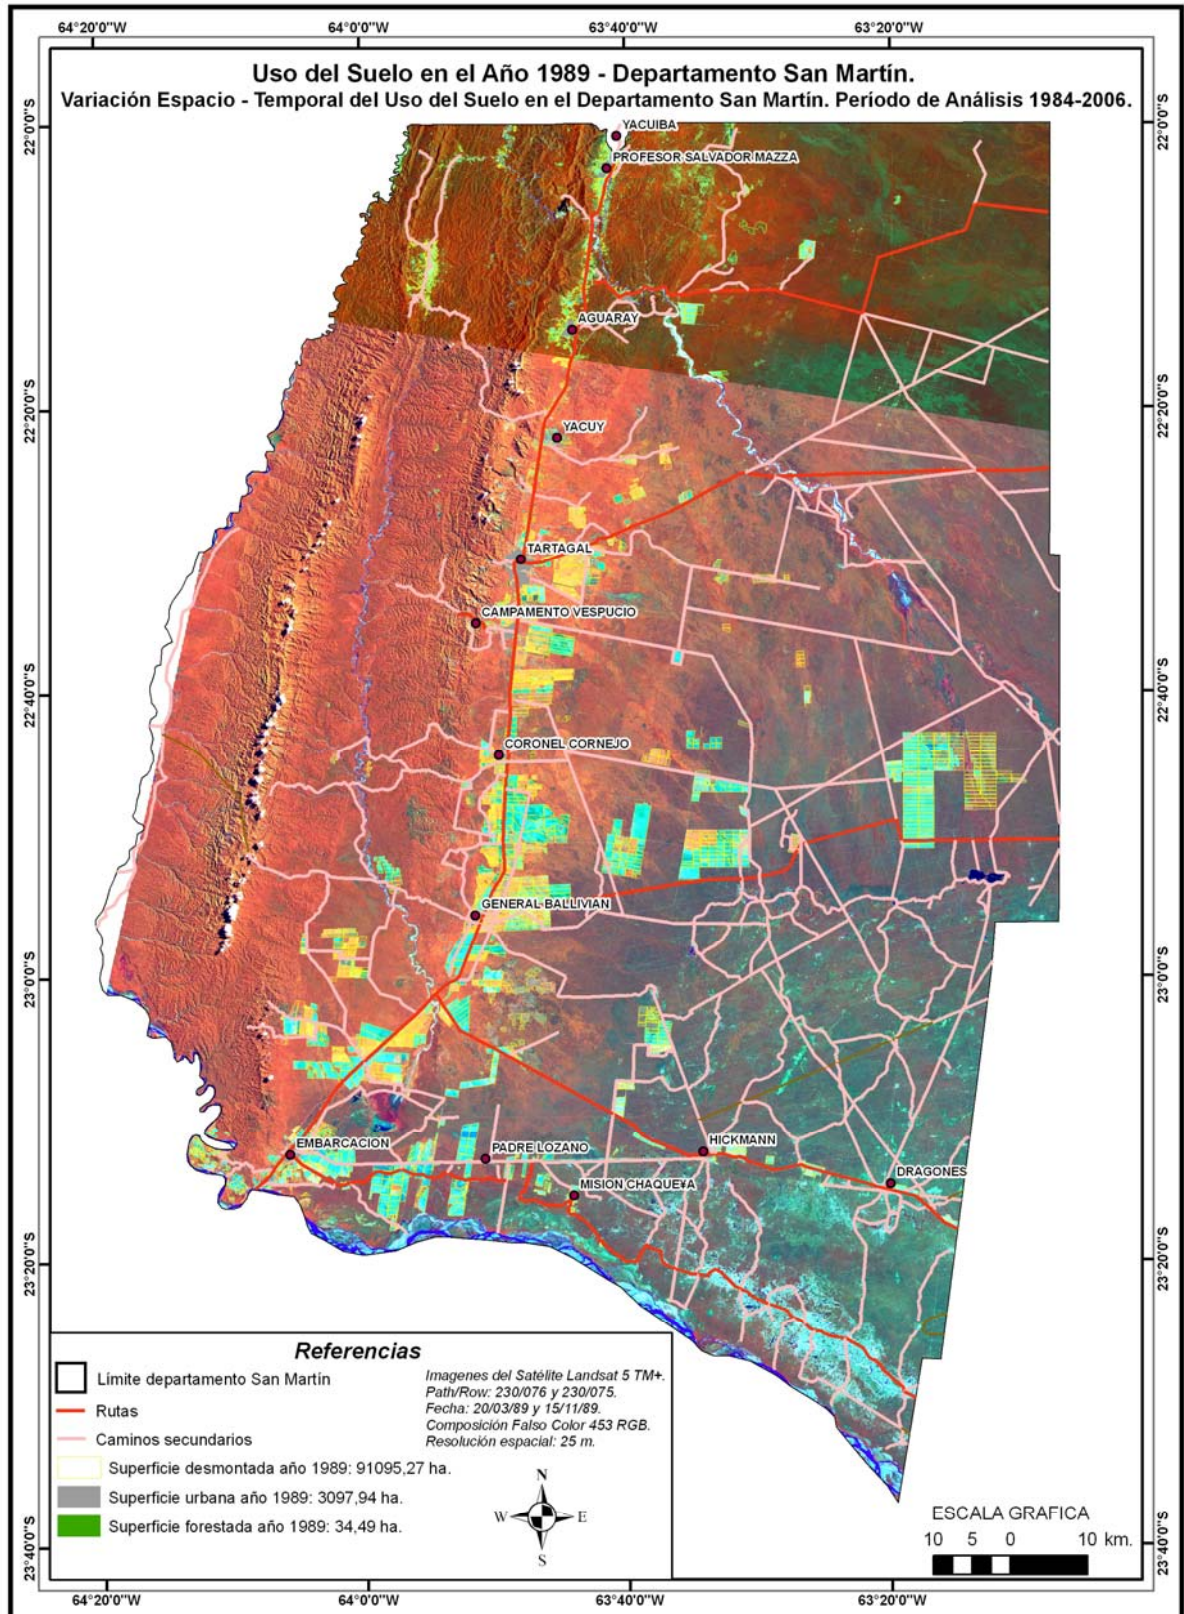 64°20'0"W 64°0'0"W 63°40'0"W 63°20'0"W
Uso del Suelo en el Año 1989 - Departamento San Martín.
Variación Espacio - Temporal del Uso del Suelo en el Departamento San Martín. Período de Análisis 1984-2006.
22°0'0"S 22°0'0"S
YACUIBA
PROFESOR SALVADOR MAZZA
AGUARAY
22°20'0"S 22°20'0"S
YACUY
TARTAGAL
CAMPAMENTO VESPUCIO
22°40'0"S 22°40'0"S
CORONEL CORNEJO
GENERAL BALLIVIAN
23°0'0"S 23°0'0"S
EMBARCACION
PADRE LOZANO
HICKMANN
DRAGONES
MISION CHAQUE¥A
23°20'0"S 23°20'0"S
Referencias
Límite departamento San Martín
Rutas
Caminos secundarios
Superficie desmontada año 1989: 91095,27 ha.
Superficie urbana año 1989: 3097,94 ha.
Superficie forestada año 1989: 34,49 ha.
Imagenes del Satélite Landsat 5 TM+.
Path/Row: 230/076 y 230/075.
Fecha: 20/03/89 y 15/11/89.
Composición Falso Color 453 RGB.
Resolución espacial: 25 m.
N
W E
S
ESCALA GRAFICA
10 5 0 10 km.
23°40'0"S 23°40'0"S
64°20'0"W 64°0'0"W 63°40'0"W 63°20'0"W